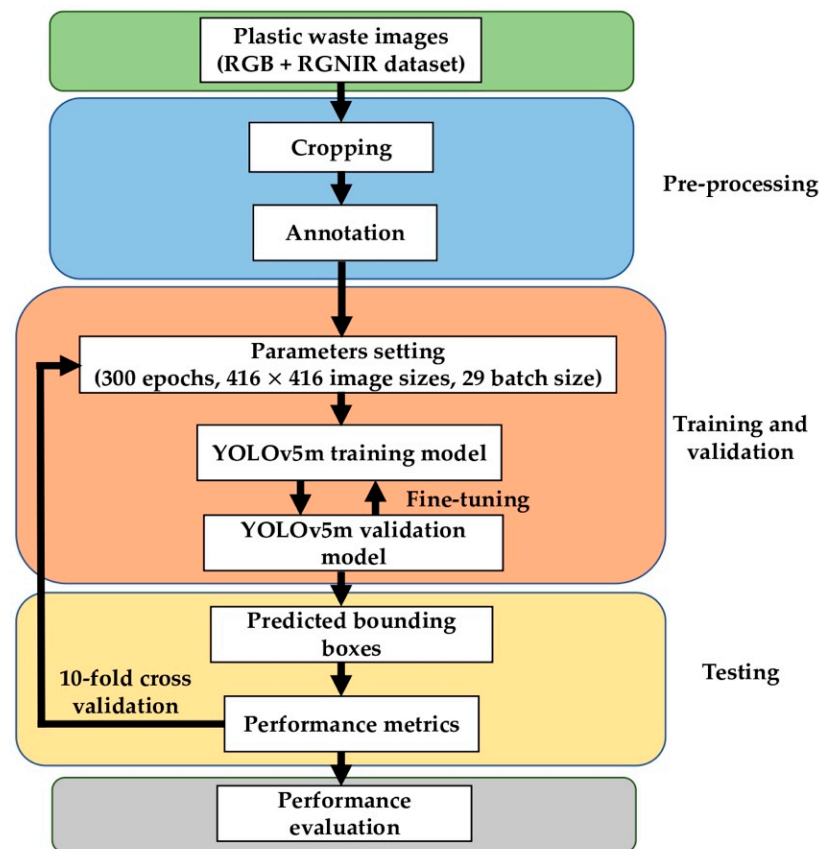 Plastic waste images
(RGB + RGNIR dataset)
Cropping
Pre-processing
Annotation
Parameters setting
(300 epochs, 416 × 416 image sizes, 29 batch size)
Training and
validation
YOLOv5m training model
Fine-tuning
YOLOv5m validation
model
Predicted bounding
boxes
Testing
10-fold cross
validation
Performance metrics
Performance
evaluation